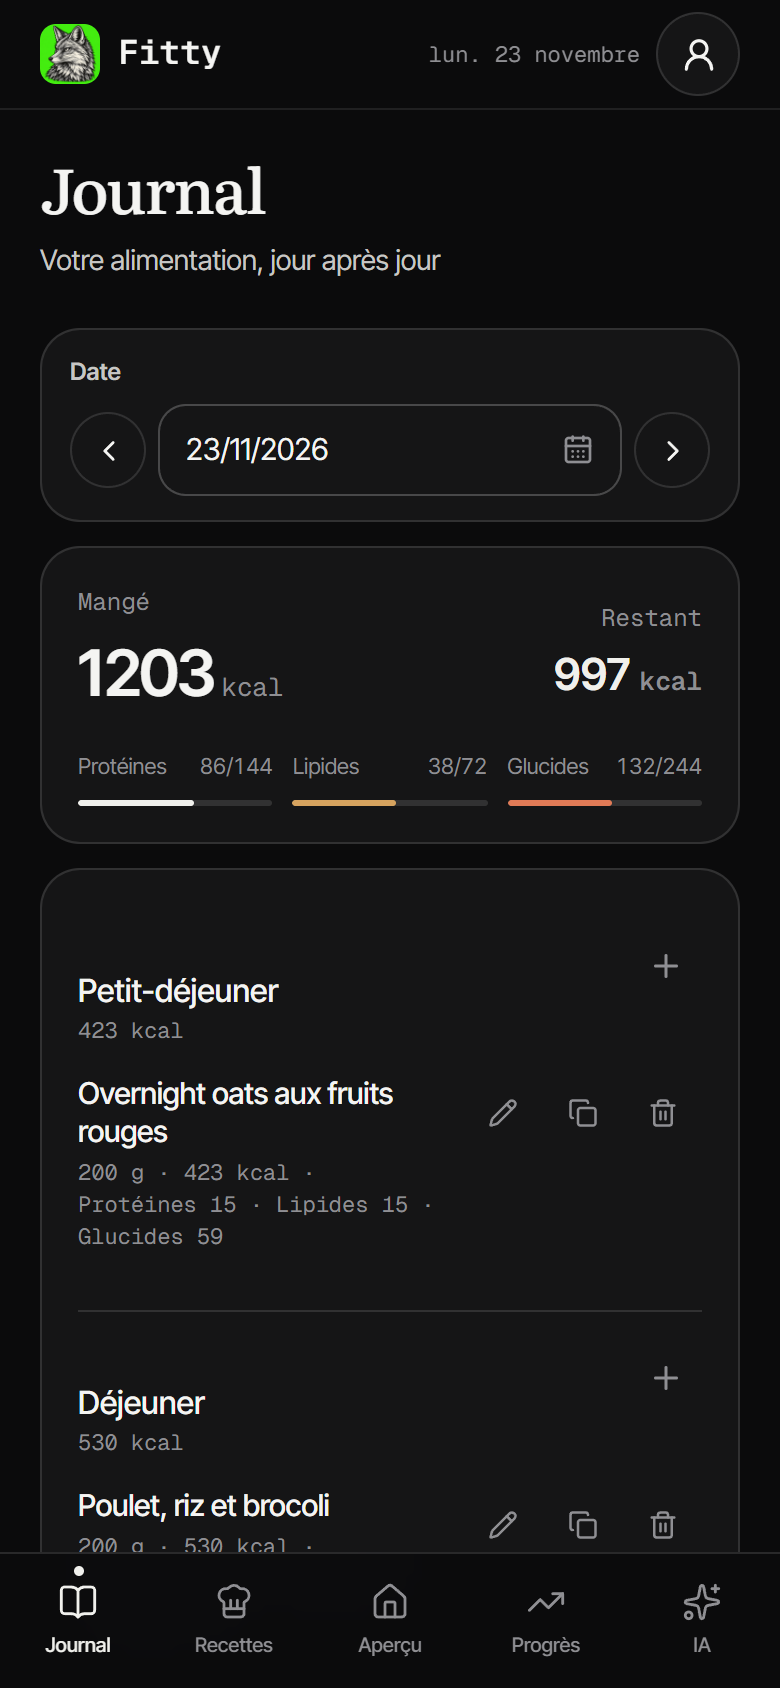 Fitty
lun. 23 novembre
Journal
Votre alimentation, jour après jour
Date
23/11/2026
Mangé
Restant
1203 kcal
997 kcal
Protéines 86/144
Lipides 38/72
Glucides 132/244
Petit-déjeuner
423 kcal
Overnight oats aux fruits
rouges
200 g · 423 kcal ·
Protéines 15 · Lipides 15 ·
Glucides 59
Déjeuner
530 kcal
Poulet, riz et brocoli
200 g · 530 kcal ·
Journal
Recettes
Aperçu
Progrès
IA